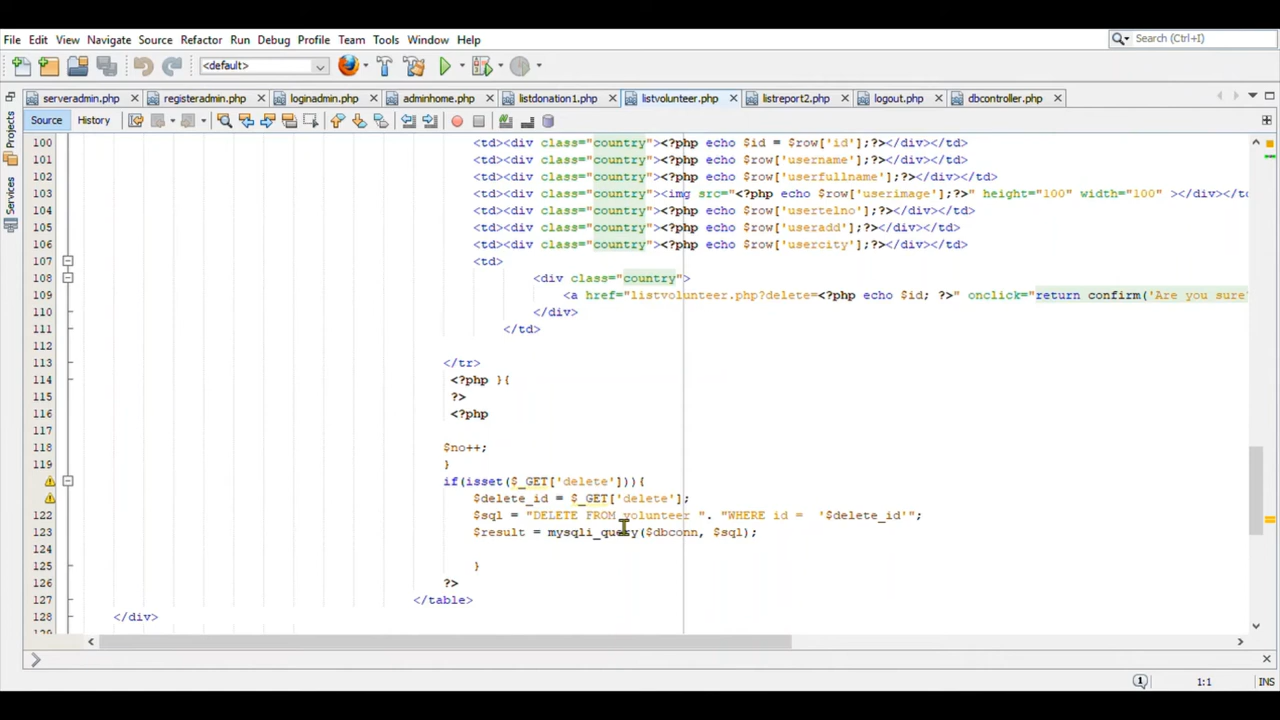 File Edit View Navigate Source Refactor Run Debug Profile Team Tools Window Help Search (Ctrl+I)
<default>
serveradmin.php registeradmin.php loginadmin.php adminhome.php listdonation1.php listvolunteer.php listreport2.php logout.php dbcontroller.php
Source History
Projects
Services
100 <td><div class="country"><?php echo $id = $row['id'];?></div></td>
101 <td><div class="country"><?php echo $row['username'];?></div></td>
102 <td><div class="country"><?php echo $row['userfullname'];?></div></td>
103 <td><div class="country"><img src="<?php echo $row['userimage'];?>" height="100" width="100" ></div></td
104 <td><div class="country"><?php echo $row['usertelno'];?></div></td>
105 <td><div class="country"><?php echo $row['useradd'];?></div></td>
106 <td><div class="country"><?php echo $row['usercity'];?></div></td>
107 <td>
108 <div class="country">
109 <a href="listvolunteer.php?delete=<?php echo $id; ?>" onclick="return confirm('Are you sure
110 </div>
111 </td>
112
113 </tr>
114 <?php }{
115 ?>
116 <?php
117
118 $no++;
119 }
if(isset($_GET['delete'])){
$delete_id = $_GET['delete'];
122 $sql = "DELETE FROM volunteer ". "WHERE id = '$delete_id'";
123 $result = mysqli_query($dbconn, $sql);
124
125 }
126 ?>
127 </table>
128 </div>
129
1:1 INS